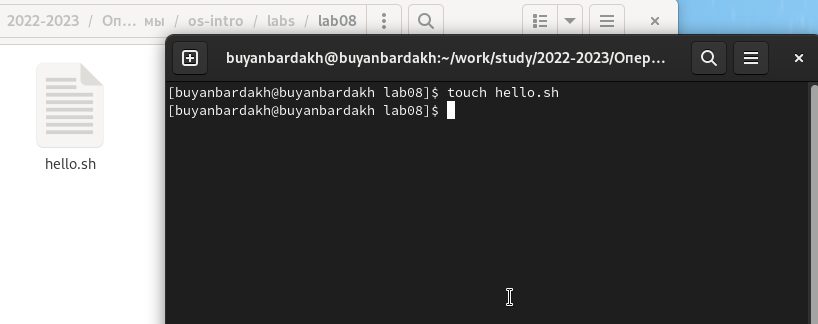 2022-2023 / Оп… мы / os-intro / labs / lab08
hello.sh
buyanbardakh@buyanbardakh:~/work/study/2022-2023/Опер…
[buyanbardakh@buyanbardakh lab08]$ touch hello.sh
[buyanbardakh@buyanbardakh lab08]$